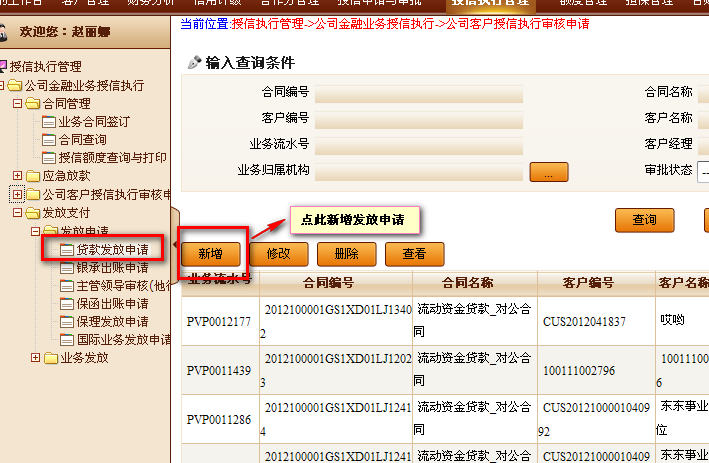 客户管理 财务分析 信用评级 合作方管理 授信申请与审批 授信执行管理 额度管理 担保管理
欢迎您：赵丽娜
当前位置:授信执行管理->公司金融业务授信执行->公司客户授信执行审核申请
授信执行管理
公司金融业务授信执行
合同管理
业务合同签订
合同查询
授信额度查询与打印
应急放款
公司客户授信执行审核申
发放支付
发放申请
贷款发放申请
银承出账申请
主管领导审核(他行
保函出账申请
保理发放申请
国际业务发放申请
业务发放
输入查询条件
合同编号 合同名称
客户编号 客户名称
业务流水号 客户经理
业务归属机构 ... 审批状态 --
点此新增发放申请
查询
新增 修改 删除 查看
业务流水号 合同编号 合同名称 客户编号 客户名称
PVP0012177 2012100001GS1XD01LJ1340 流动资金贷款_对公合 CUS2012041837 哎哟
2 同
PVP0011439 2012100001GS1XD01LJ1202 流动资金贷款_对公合 100111002796 10011100
3 同 6
PVP0011286 2012100001GS1XD01LJ1241 流动资金贷款_对公合 CUS20121000010409 东东事业
4 同 92 位
2012100001GS1XD01LJ1241 流动资金贷款_对公合 CUS20121000010409 东东事业